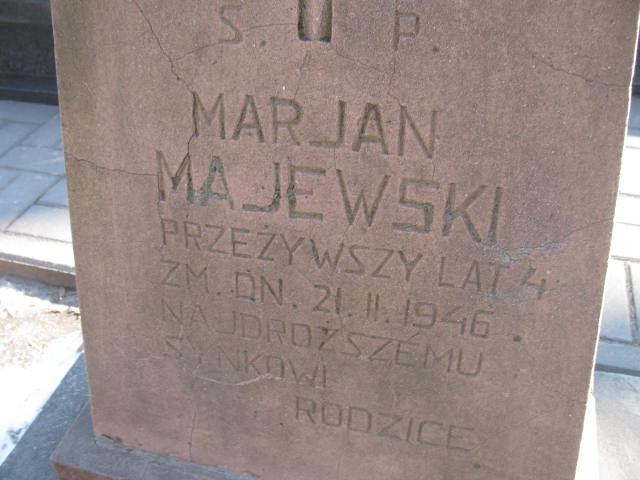 S. P.
MARJAN
MAJEWSKI
PRZEŻYWSZY LAT 4
ZM. DN. 21. II. 1946
NAJDROŻSZEMU
SYNKOWI
RODZICE